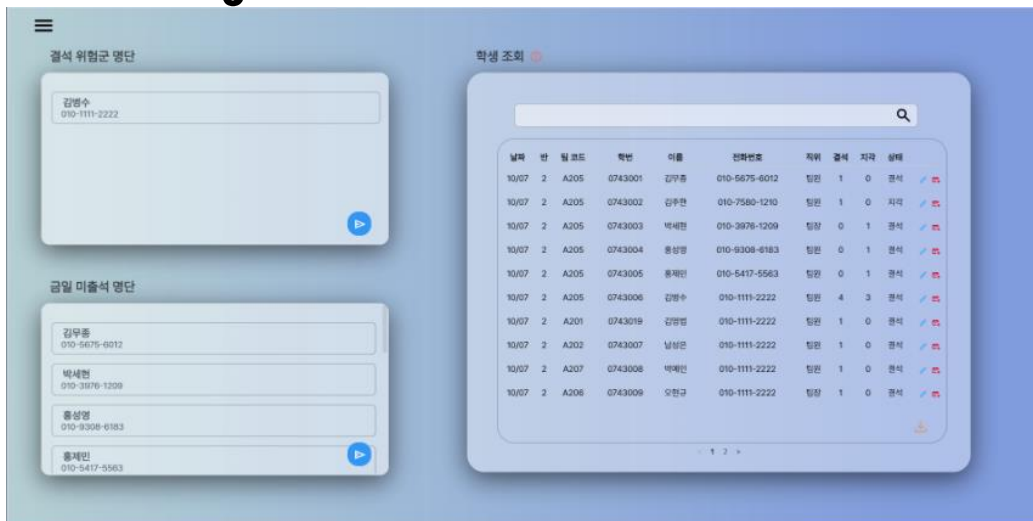 결석 위험군 명단
김병수
010-1111-2222
금일 미출석 명단
김무종
010-5675-6012
박세현
010-3976-1209
홍성영
010-9308-6183
홍제민
010-5417-5563
학생 조회
날짜 반 팀 코드 학번 이름 전화번호 직위 결석 지각 상태
10/07 2 A205 0743001 김무종 010-5675-6012 팀원 1 0 결석
10/07 2 A205 0743002 김주현 010-7580-1210 팀원 1 0 지각
10/07 2 A205 0743003 박세현 010-3976-1209 팀장 0 1 결석
10/07 2 A205 0743004 홍성영 010-9308-6183 팀원 0 1 결석
10/07 2 A205 0743005 홍제민 010-5417-5563 팀원 0 1 결석
10/07 2 A205 0743006 김병수 010-1111-2222 팀원 4 3 결석
10/07 2 A201 0743019 김영범 010-1111-2222 팀원 1 0 결석
10/07 2 A202 0743007 남성은 010-1111-2222 팀원 1 0 결석
10/07 2 A207 0743008 박예인 010-1111-2222 팀원 1 0 결석
10/07 2 A206 0743009 오현규 010-1111-2222 팀장 1 0 결석
< 1 2 >